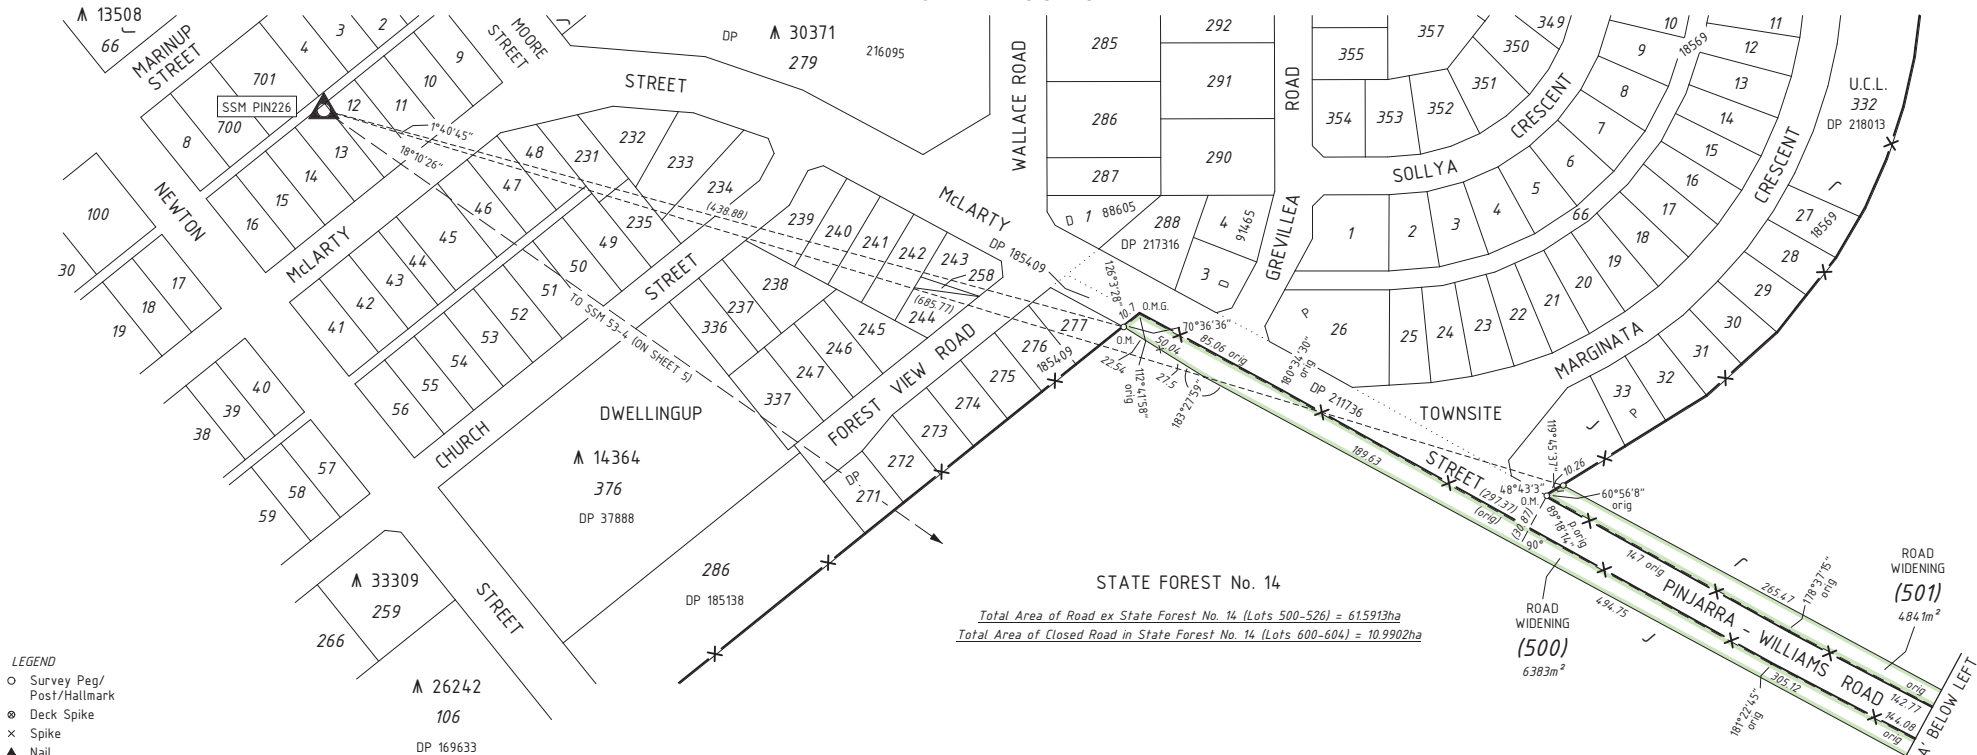 13508
66
MARINUP
STREET
3
2
4
701
SSM PIN226
700
8
12
11
10
9
MOORE
STREET
13
14
15
16
1°40'45"
18°10'26"
DP
30371
279
216095
STREET
48
231
232
233
234
47
46
45
235
49
44
43
42
41
50
51
52
53
54
55
56
McLARTY
STREET
NEWTON
100
30
17
18
19
40
39
38
57
58
59
CHURCH
(438.88)
239
240
241
242
243
258
(685.77)
244
245
246
247
238
237
336
337
TO SSM 53-4 (ON SHEET 5)
DWELLINGUP
14364
376
DP 37888
FOREST VIEW ROAD
277
276
185409
275
274
273
272
271
DP
286
DP 185138
33309
259
266
STREET
26242
106
DP 169633
McLARTY
DP 185409
WALLACE ROAD
285
286
287
292
291
290
D 1 88605
288
DP 217316
4
91465
3
D
GREVILLEA
ROAD
355
357
349
350
351
352
353
354
SOLLYA
CRESCENT
10
9
8
7
6
5
4
3
2
1
18569
66
11
12
13
14
15
16
17
18
19
20
21
22
23
24
25
26
P
MARGINATA
CRESCENT
U.C.L.
332
DP 218013
27
18569
28
29
30
31
32
33
P
TOWNSITE
126°3'28"
10.1
O.M.G.
O.M.
70°36'36"
50.04
85.06 orig
22.54
27.5
112°41'58"
orig
183°27'59"
180°34'30"
orig
DP 211736
189.63
STREET
(297.37)
(orig)
119°45'37"
10.26
48°43'3"
O.M.
60°56'8"
orig
(30.87)
90°
89°18'14"
p.orig
147 orig
PINJARRA - WILLIAMS ROAD
265.47
178°37'15"
orig
ROAD
WIDENING
(501)
4841m²
ROAD
WIDENING
(500)
6383m²
494.75
305.12
181°22'45"
orig
orig
142.77
144.08
orig
A' BELOW LEFT
STATE FOREST No. 14
Total Area of Road ex State Forest No. 14 (Lots 500-526) = 61.5913ha
Total Area of Closed Road in State Forest No. 14 (Lots 600-604) = 10.9902ha
LEGEND
Survey Peg/
Post/Hallmark
Deck Spike
Spike
Nail